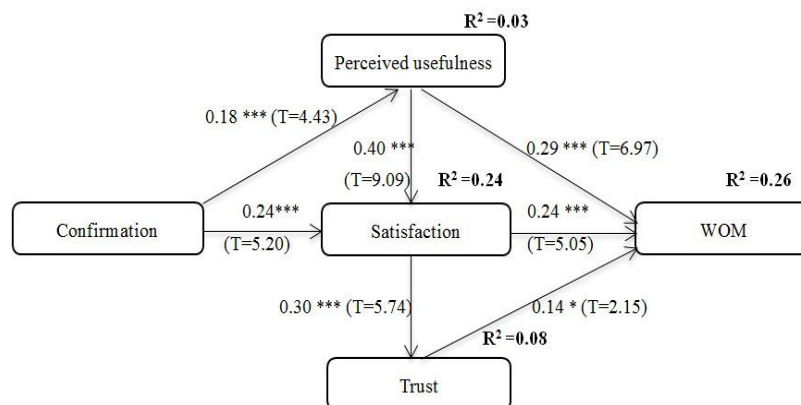 R² =0.03
Perceived usefulness
0.18 *** (T=4.43)
0.40 ***
(T=9.09)
0.29 *** (T=6.97)
R² =0.24
R² =0.26
Confirmation
0.24***
(T=5.20)
Satisfaction
0.24 ***
(T=5.05)
WOM
0.30 *** (T=5.74)
0.14 * (T=2.15)
R² =0.08
Trust